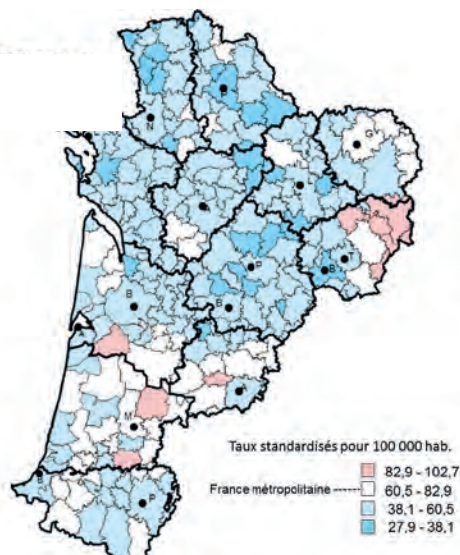 P
N
G
L
P
B
B
B
A
M
A
B
P
Taux standardisés pour 100 000 hab.
82,9 - 102,7
France métropolitaine 60,5 - 82,9
38,1 - 60,5
27,9 - 38,1